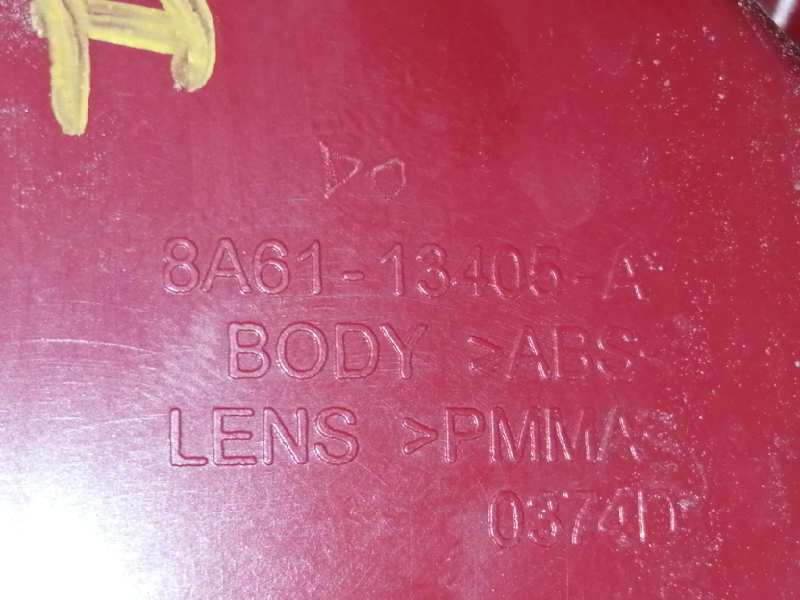 8A61-13405-A
BODY >ABS<
LENS >PMMA<
0374D